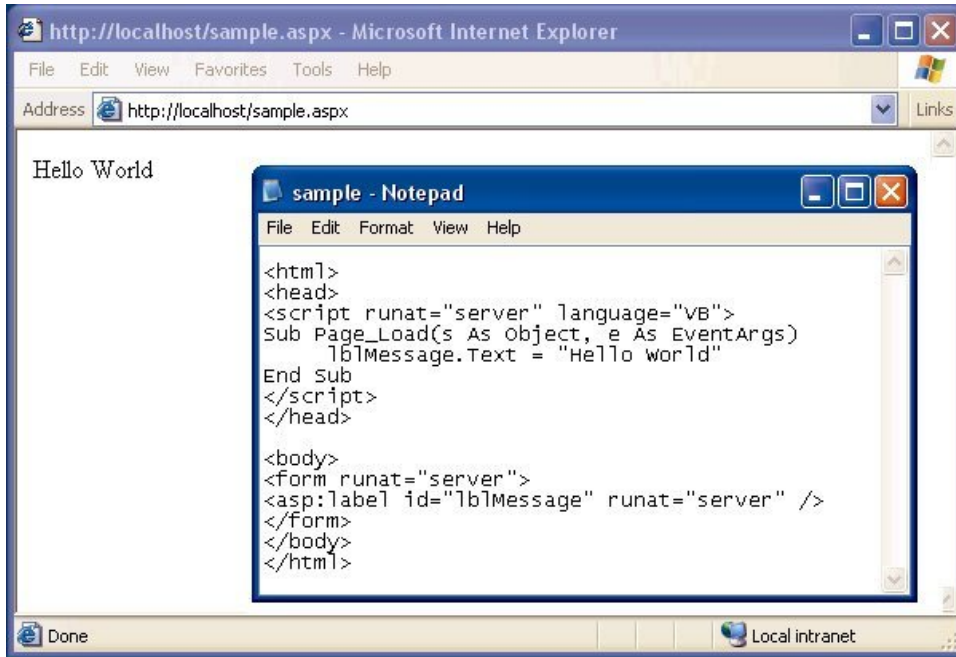 http://localhost/sample.aspx - Microsoft Internet Explorer
File Edit View Favorites Tools Help
Address http://localhost/sample.aspx Links
Hello World
sample - Notepad
File Edit Format View Help
<html>
<head>
<script runat="server" language="VB">
Sub Page_Load(s As Object, e As EventArgs)
lblMessage.Text = "Hello World"
End Sub
</script>
</head>
<body>
<form runat="server">
<asp:label id="lblMessage" runat="server" />
</form>
</body>
</html>
Done Local intranet